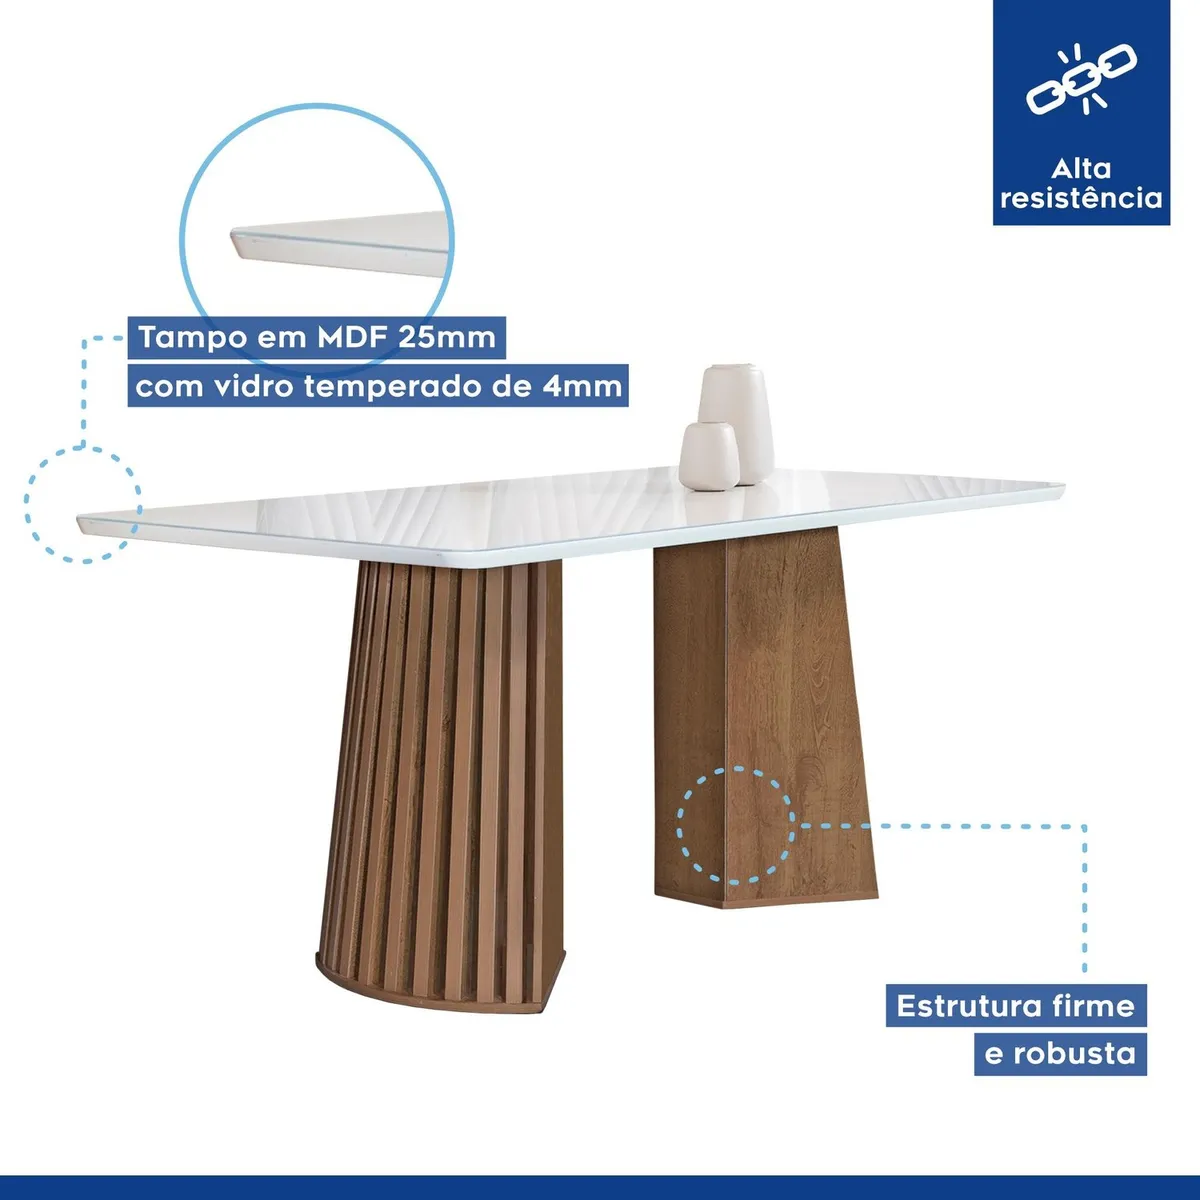 Alta
resistência
Tampo em MDF 25mm
com vidro temperado de 4mm
Estrutura firme
e robusta